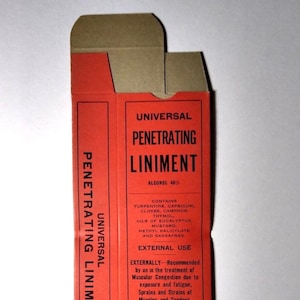 UNIVERSAL
PENETRATING
LINIMENT
ALCOHOL
CONTAINS
TURPENTINE, CAPSICUM,
CLOVES, CAMPHOR,
THYMOL,
OILS OF EUCALYPTUS,
MUSTARD,
METHYL SALICYLATE
AND SASSAFRAS
EXTERNAL USE
EXTERNALLY—Recommended
by us in the treatment of
Muscular Congestion due to
exposure and fatigue,
Sprains and Strains of
UNIVERSAL
PENETRATING LINIM